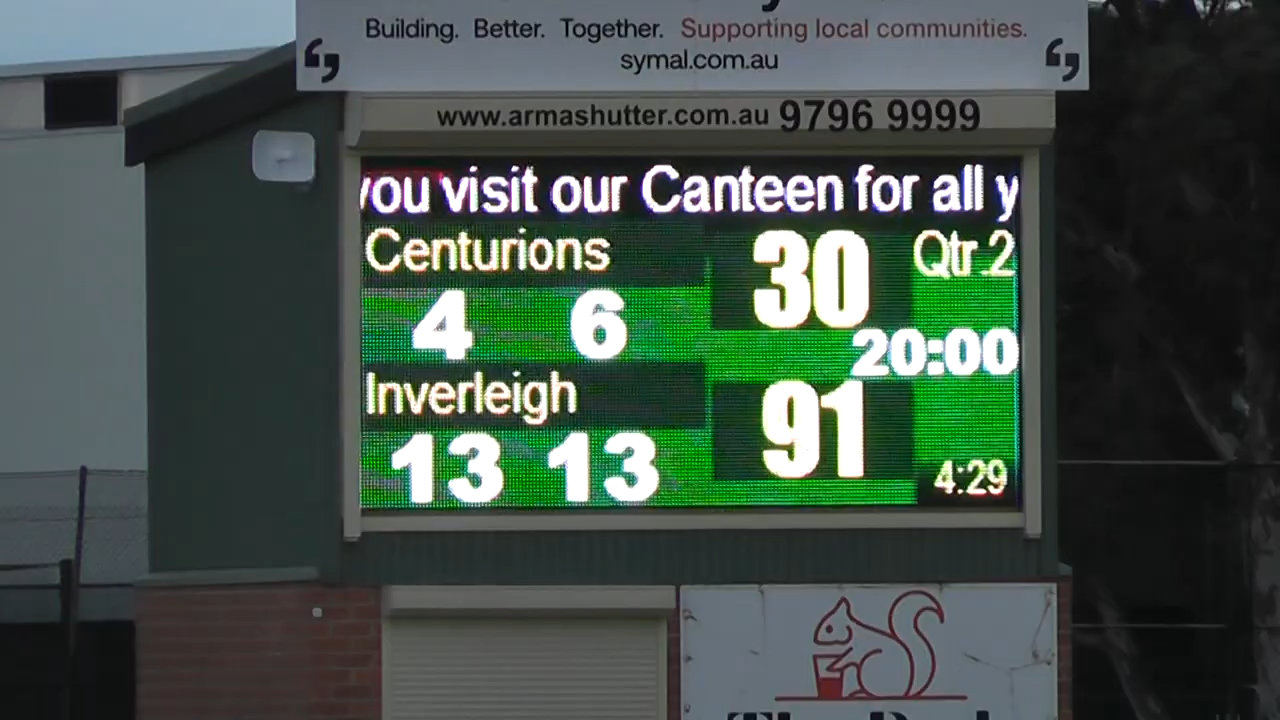 Building. Better. Together. Supporting local communities.
symal.com.au
www.armashutter.com.au 9796 9999
you visit our Canteen for all y
Centurions 30 Qtr 2
4 6
20:00
Inverleigh 91
13 13
4:29